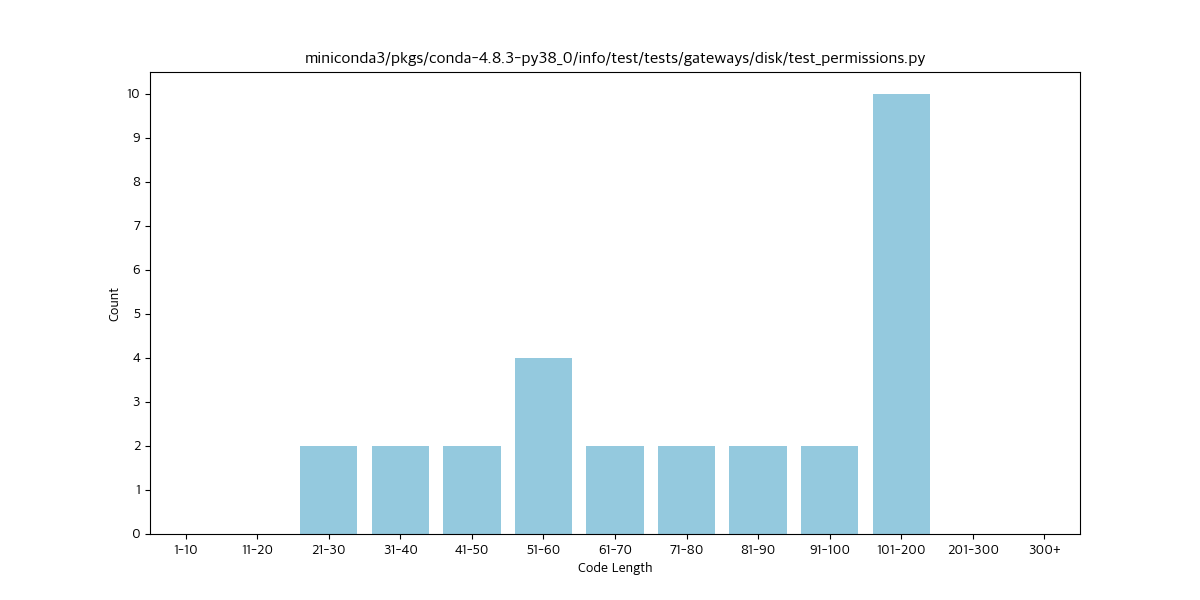 miniconda3/pkgs/conda-4.8.3-py38_0/info/test/tests/gateways/disk/test_permissions.py
10
9
8
7
6
5
4
3
2
1
0
Count
1-10 11-20 21-30 31-40 41-50 51-60 61-70 71-80 81-90 91-100 101-200 201-300 300+
Code Length